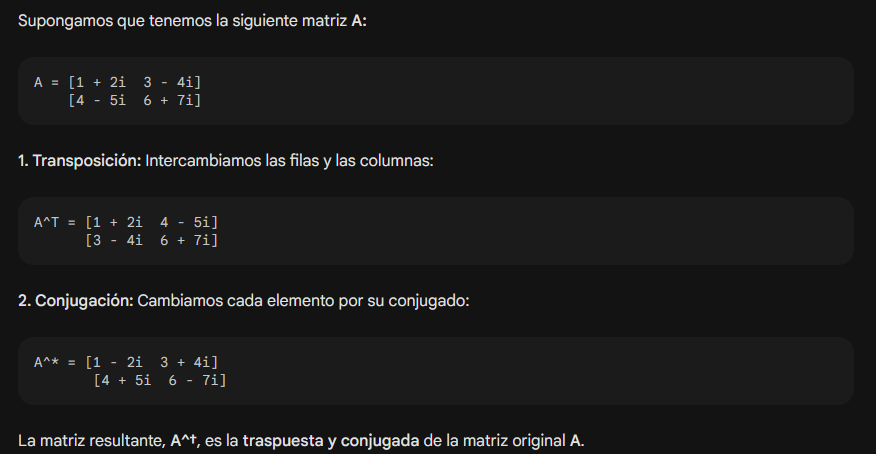 Supongamos que tenemos la siguiente matriz A:
A = [1 + 2i  3 - 4i]
[4 - 5i  6 + 7i]
1. Transposición: Intercambiamos las filas y las columnas:
A^T = [1 + 2i  4 - 5i]
[3 - 4i  6 + 7i]
2. Conjugación: Cambiamos cada elemento por su conjugado:
A^* = [1 - 2i  3 + 4i]
[4 + 5i  6 - 7i]
La matriz resultante, A^†, es la traspuesta y conjugada de la matriz original A.